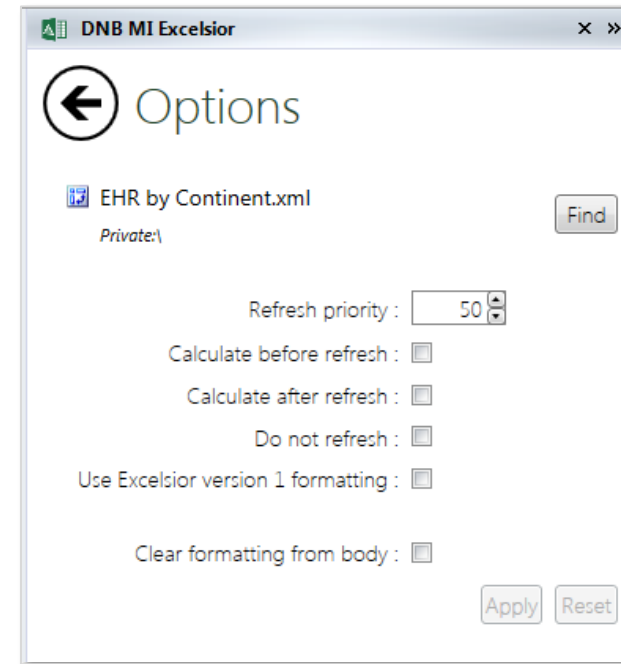 DNB MI Excelsior
Options
EHR by Continent.xml
Find
Private:\
Refresh priority : 50
Calculate before refresh :
Calculate after refresh :
Do not refresh :
Use Excelsior version 1 formatting :
Clear formatting from body :
Apply Reset